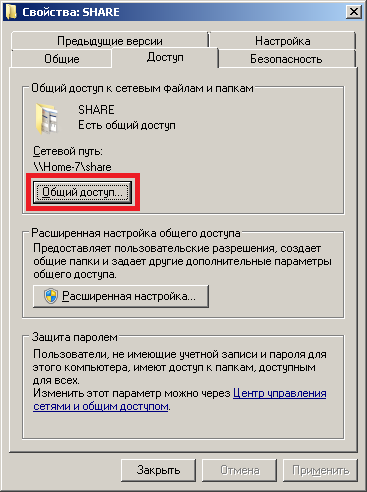 Свойства: SHARE
Предыдущие версии
Настройка
Общие
Доступ
Безопасность
Общий доступ к сетевым файлам и папкам
SHARE
Есть общий доступ
Сетевой путь:
\\Home-7\share
Общий доступ...
Расширенная настройка общего доступа
Предоставляет пользовательские разрешения, создает
общие папки и задает другие дополнительные параметры
общего доступа.
Расширенная настройка...
Защита паролем
Пользователи, не имеющие учетной записи и пароля для
этого компьютера, имеют доступ к папкам, доступным
для всех.
Изменить этот параметр можно через Центр управления
сетями и общим доступом.
Закрыть
Отмена
Применить